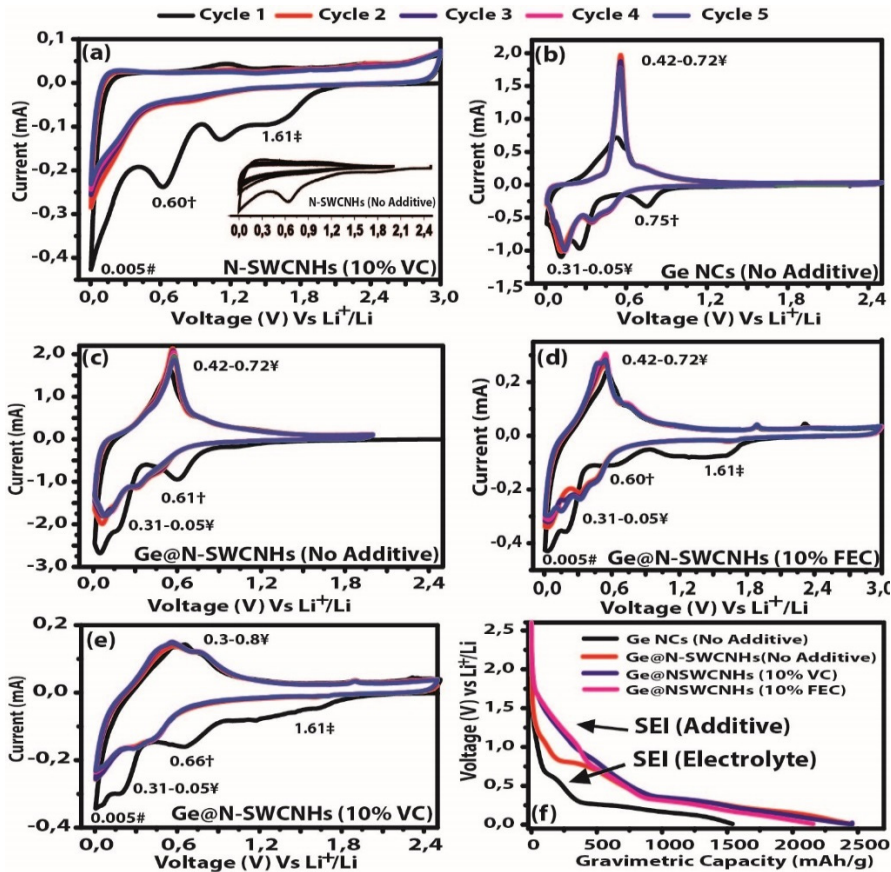 Cycle 1 Cycle 2 Cycle 3 Cycle 4 Cycle 5
(a)
0,1
0,0
-0,1
-0,2
-0,3
-0,4
Current (mA)
1.61‡
0.60†
0.005#
N-SWCNHs (No Additive)
0,0 0,3 0,6 0,9 1,2 1,5 1,8 2,1 2,4
N-SWCNHs (10% VC)
0,0 0,6 1,2 1,8 2,4 3,0
Voltage (V) Vs Li+/Li
(b)
2,0
1,5
1,0
0,5
0,0
-0,5
-1,0
-1,5
Current (mA)
0.42-0.72¥
0.75†
0.31-0.05¥
Ge NCs (No Additive)
0,0 0,6 1,2 1,8 2,4
Voltage (V) Vs Li+/Li
(c)
2,0
1,0
0,0
-1,0
-2,0
-3,0
Current (mA)
0.42-0.72¥
0.61†
0.31-0.05¥
Ge@N-SWCNHs (No Additive)
0,0 0,6 1,2 1,8 2,4
Voltage (V) Vs Li+/Li
(d)
0,2
0,0
-0,2
-0,4
Current (mA)
0.42-0.72¥
0.60†
1.61‡
0.31-0.05¥
0.005#
Ge@N-SWCNHs (10% FEC)
0,0 0,6 1,2 1,8 2,4 3,0
Voltage (V) Vs Li+/Li
(e)
0,2
0,0
-0,2
-0,4
Current (mA)
0.3-0.8¥
1.61‡
0.66†
0.31-0.05¥
0.005#
Ge@N-SWCNHs (10% VC)
0,0 0,6 1,2 1,8 2,4
Voltage (V) Vs Li+/Li
2,5
2,0
1,5
1,0
0,5
0,0
Voltage (V) vs Li+/Li
Ge NCs (No Additive)
Ge@N-SWCNHs(No Additive)
Ge@NSWCNHs (10% VC)
Ge@NSWCNHs (10% FEC)
SEI (Additive)
SEI (Electrolyte)
(f)
0 500 1000 1500 2000 2500
Gravimetric Capacity (mAh/g)